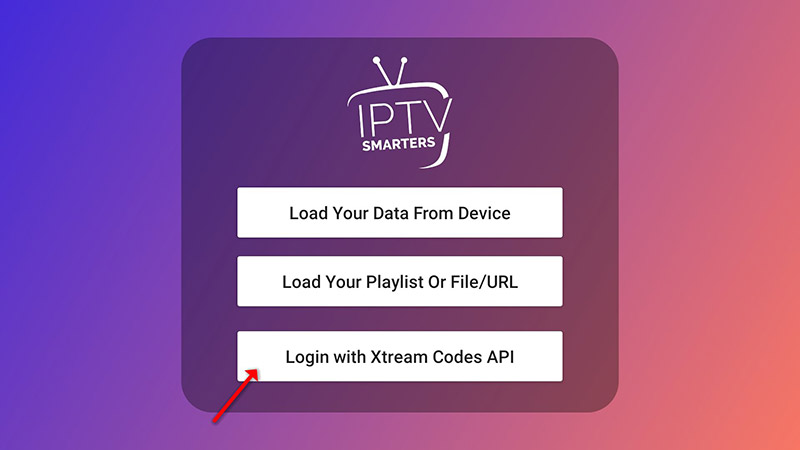 IPTV
SMARTERS
Load Your Data From Device
Load Your Playlist Or File/URL
Login with Xtream Codes API